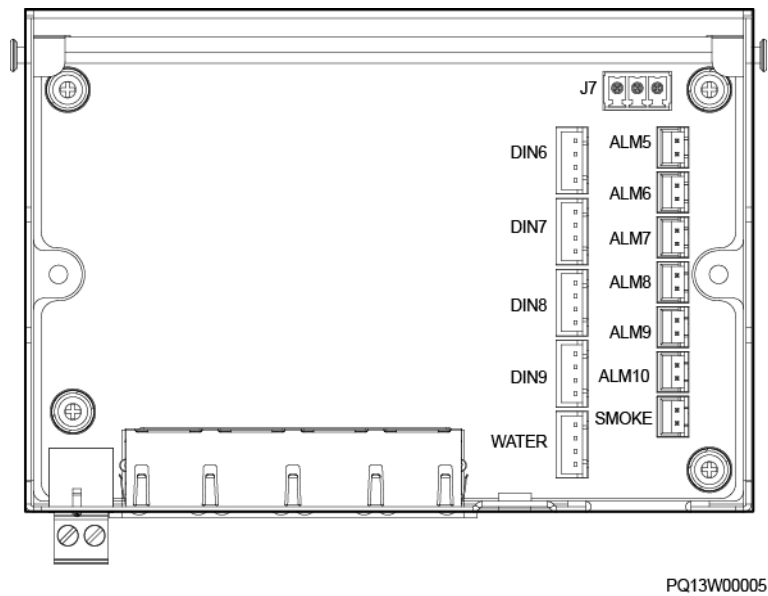 J7
DIN6
ALM5
ALM6
DIN7
ALM7
ALM8
DIN8
ALM9
DIN9
ALM10
SMOKE
WATER
PQ13W00005